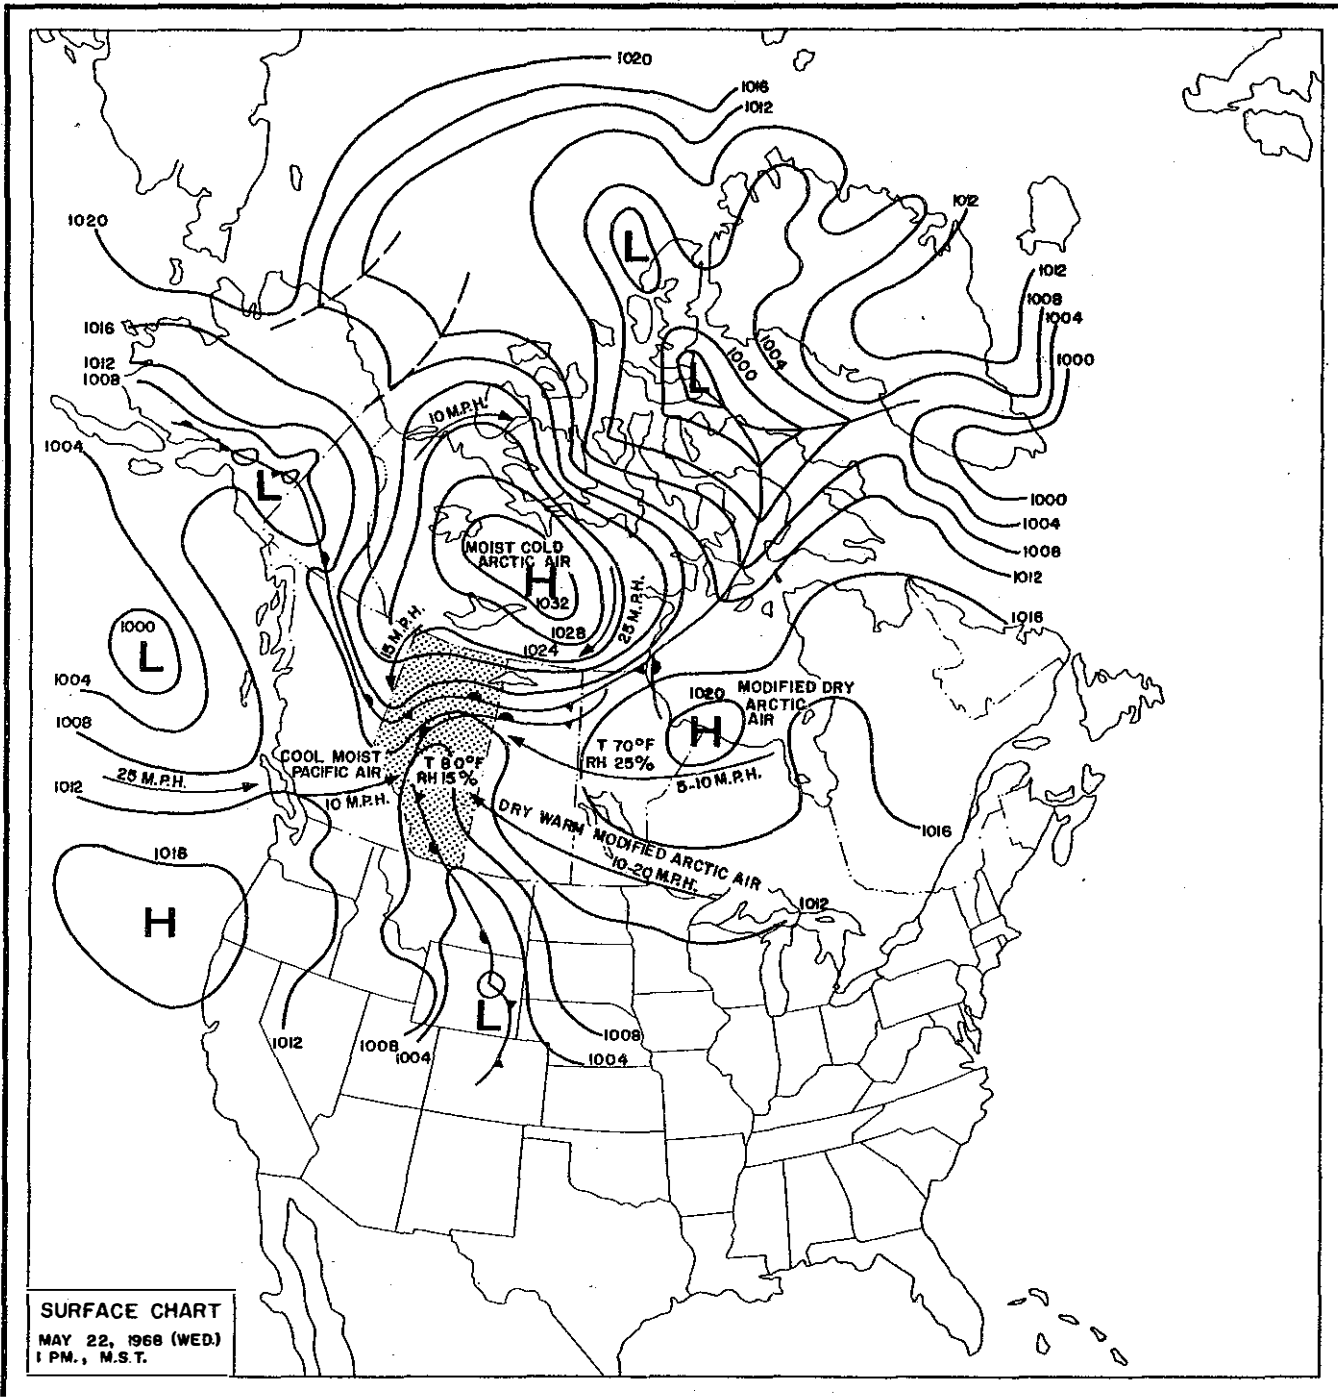 1020
1016
1012
1020
1012
1012
1008
1004
1000
L
1016
1012
1008
1000
1004
L
10 M.P.H.
1004
L
1000
1004
1008
1012
MOIST COLD
ARCTIC AIR
H
1032
1028
1024
15 M.P.H.
25 M.P.H.
1016
1000
L
1004
1008
1012
1020
MODIFIED DRY
ARCTIC
AIR
H
T 70°F
RH 25%
5-10 M.P.H.
COOL MOIST
PACIFIC AIR
T 80°F
RH 15%
25 M.P.H.
10 M.P.H.
DRY WARM MODIFIED ARCTIC AIR
10-20 M.P.H.
1016
1018
H
1012
L
1012
1008
1004
1008
1004
SURFACE CHART
MAY 22, 1968 (WED.)
1 PM., M.S.T.